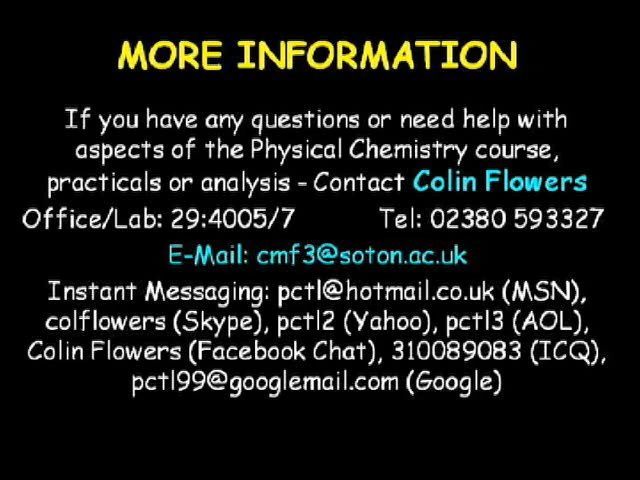 MORE INFORMATION
If you have any questions or need help with
aspects of the Physical Chemistry course,
practicals or analysis - Contact Colin Flowers
Office/Lab: 29:4005/7 Tel: 02380 593327
E-Mail: cmf3@soton.ac.uk
Instant Messaging: pctl@hotmail.co.uk (MSN),
colflowers (Skype), pctl2 (Yahoo), pctl3 (AOL),
Colin Flowers (Facebook Chat), 310089083 (ICQ),
pctl99@googlemail.com (Google)